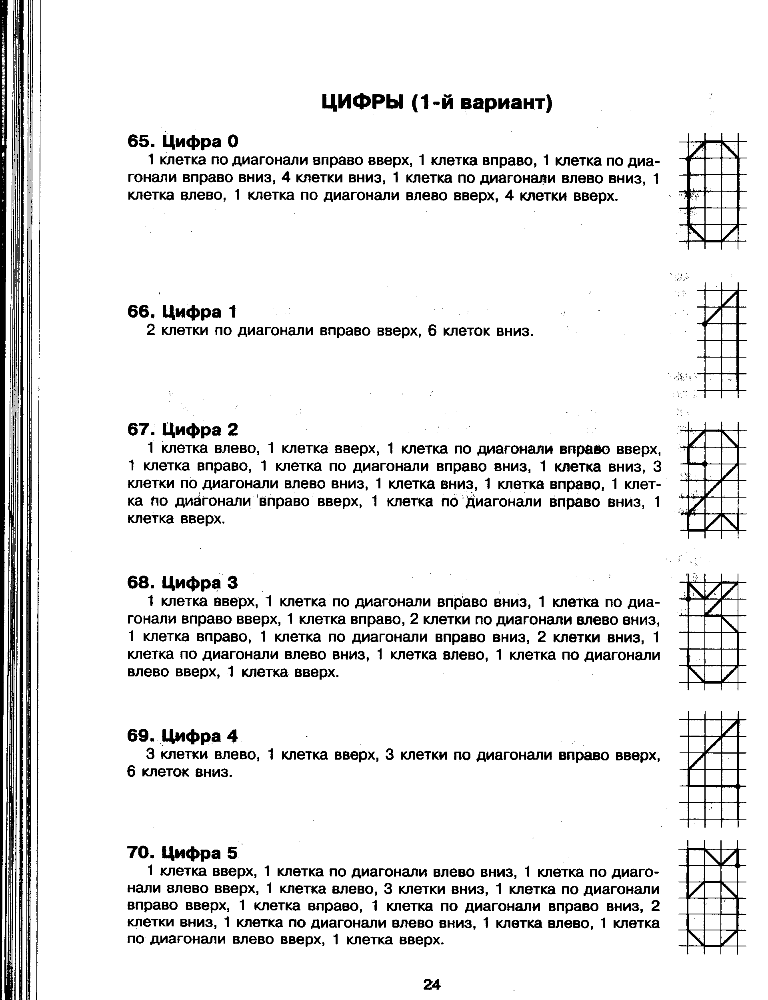 ЦИФРЫ (1-й вариант)
65. Цифра 0
1 клетка по диагонали вправо вверх, 1 клетка вправо, 1 клетка по диа-
гонали вправо вниз, 4 клетки вниз, 1 клетка по диагонали влево вниз, 1
клетка влево, 1 клетка по диагонали влево вверх, 4 клетки вверх.
66. Цифра 1
2 клетки по диагонали вправо вверх, 6 клеток вниз.
67. Цифра 2
1 клетка влево, 1 клетка вверх, 1 клетка по диагонали вправо вверх,
1 клетка вправо, 1 клетка по диагонали вправо вниз, 1 клетка вниз, 3
клетки по диагонали влево вниз, 1 клетка вниз, 1 клетка вправо, 1 клет-
ка по диагонали вправо вверх, 1 клетка по диагонали вправо вниз, 1
клетка вверх.
68. Цифра 3
1 клетка вверх, 1 клетка по диагонали вправо вниз, 1 клетка по диа-
гонали вправо вверх, 1 клетка вправо, 2 клетки по диагонали влево вниз,
1 клетка вправо, 1 клетка по диагонали вправо вниз, 2 клетки вниз, 1
клетка по диагонали влево вниз, 1 клетка влево, 1 клетка по диагонали
влево вверх, 1 клетка вверх.
69. Цифра 4
3 клетки влево, 1 клетка вверх, 3 клетки по диагонали вправо вверх,
6 клеток вниз.
70. Цифра 5
1 клетка вверх, 1 клетка по диагонали влево вниз, 1 клетка по диаго-
нали влево вверх, 1 клетка влево, 3 клетки вниз, 1 клетка по диагонали
вправо вверх, 1 клетка вправо, 1 клетка по диагонали вправо вниз, 2
клетки вниз, 1 клетка по диагонали влево вниз, 1 клетка влево, 1 клетка
по диагонали влево вверх, 1 клетка вверх.
24